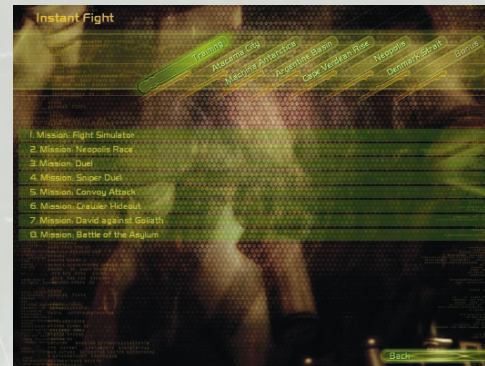 Instant Fight
Training
Atacama City
Machina Antarctica
Argentine Basin
Cape Verdean Rise
Neopolis
Denmark Strait
Bonus
1. Mission: Fight Simulator
2. Mission: Neopolis Race
3. Mission: Duel
4. Mission: Sniper Duel
5. Mission: Convoy Attack
6. Mission: Crawler Hideout
7. Mission: David against Goliath
8. Mission: Battle of the Asylum
Back